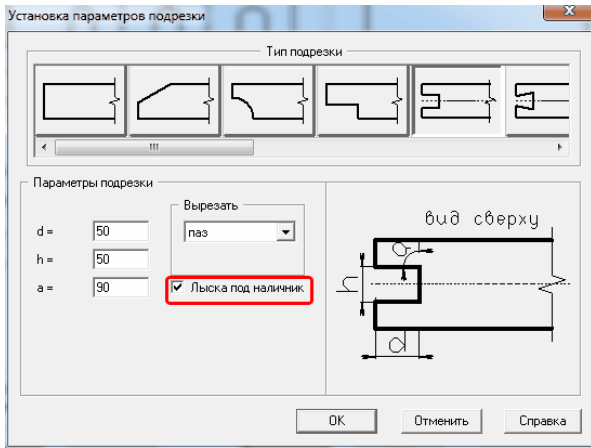 Установка параметров подрезки
Тип подрезки
Параметры подрезки
d = 50
h = 50
a = 90
Вырезать
паз
Лыска под наличник
вид сверху
a
h
d
OK
Отменить
Справка